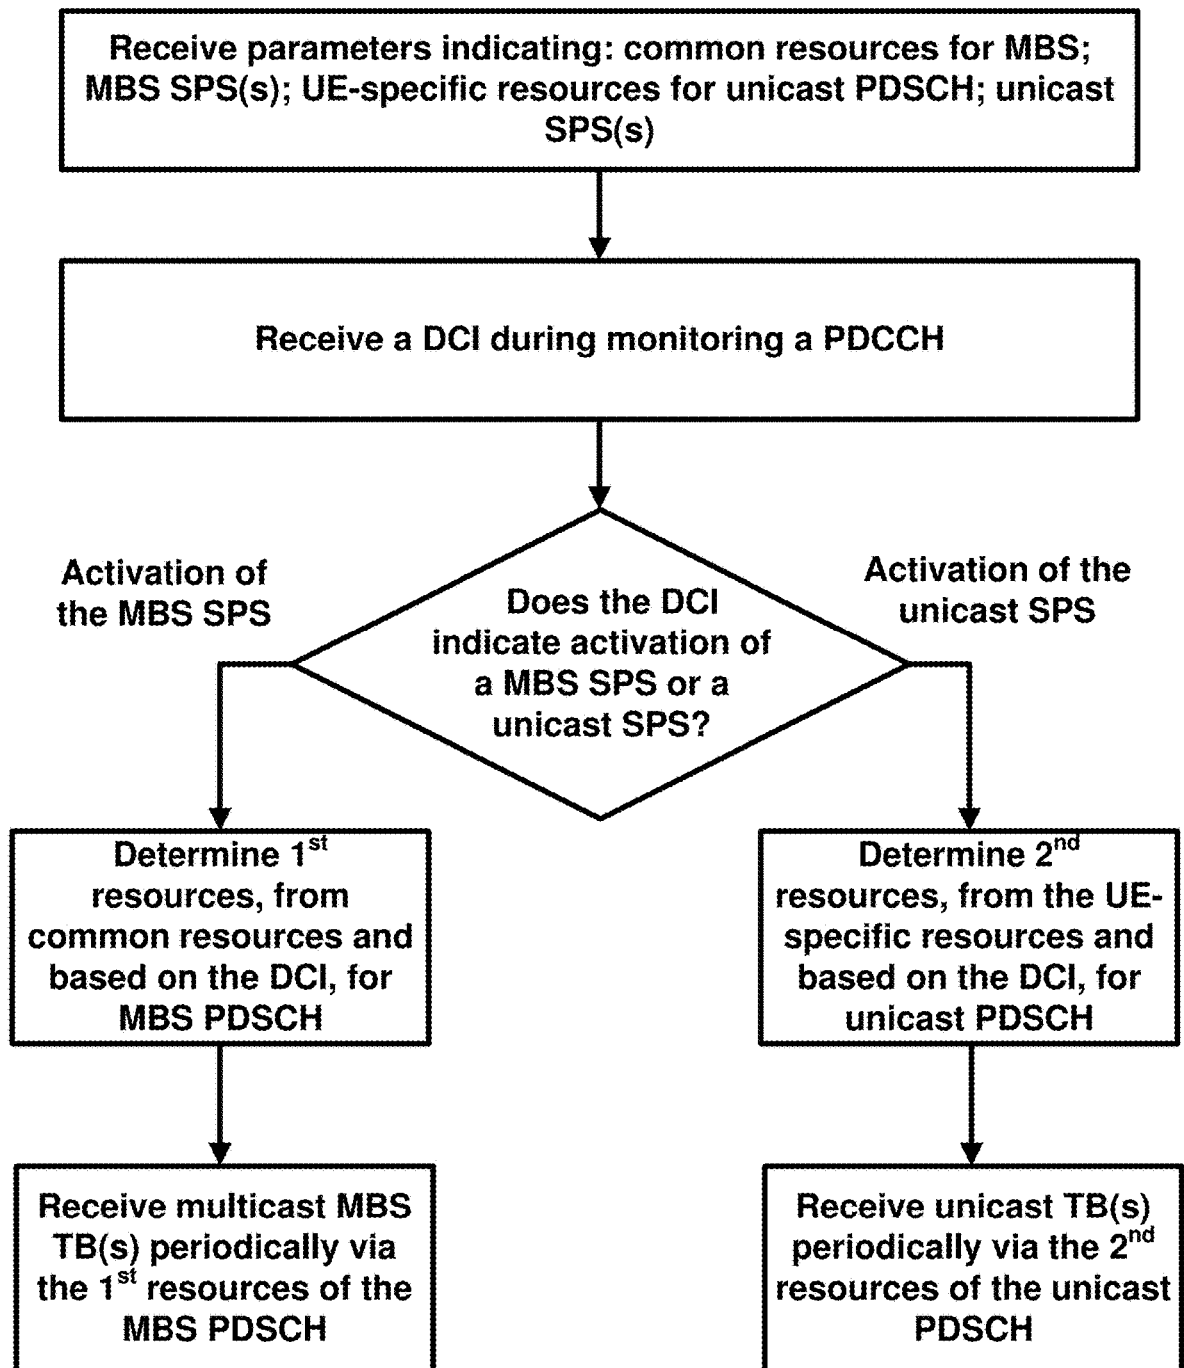 Receive parameters indicating: common resources for MBS;
MBS SPS(s); UE-specific resources for unicast PDSCH; unicast
SPS(s)
Receive a DCI during monitoring a PDCCH
Activation of
the MBS SPS
Does the DCI
indicate activation of
a MBS SPS or a
unicast SPS?
Activation of the
unicast SPS
Determine 1st
resources, from
common resources and
based on the DCI, for
MBS PDSCH
Determine 2nd
resources, from the UE-
specific resources and
based on the DCI, for
unicast PDSCH
Receive multicast MBS
TB(s) periodically via
the 1st resources of the
MBS PDSCH
Receive unicast TB(s)
periodically via the 2nd
resources of the unicast
PDSCH